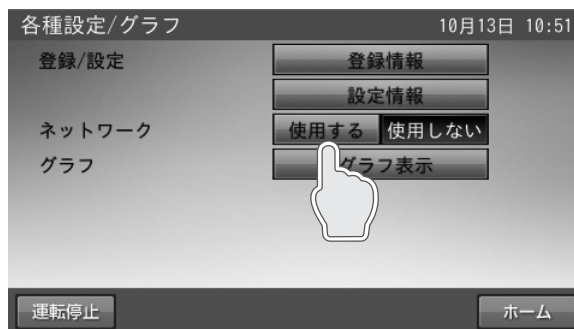 各種設定/グラフ 10月13日 10:51
登録/設定 登録情報
設定情報
ネットワーク 使用する 使用しない
グラフ グラフ表示
運転停止 ホーム